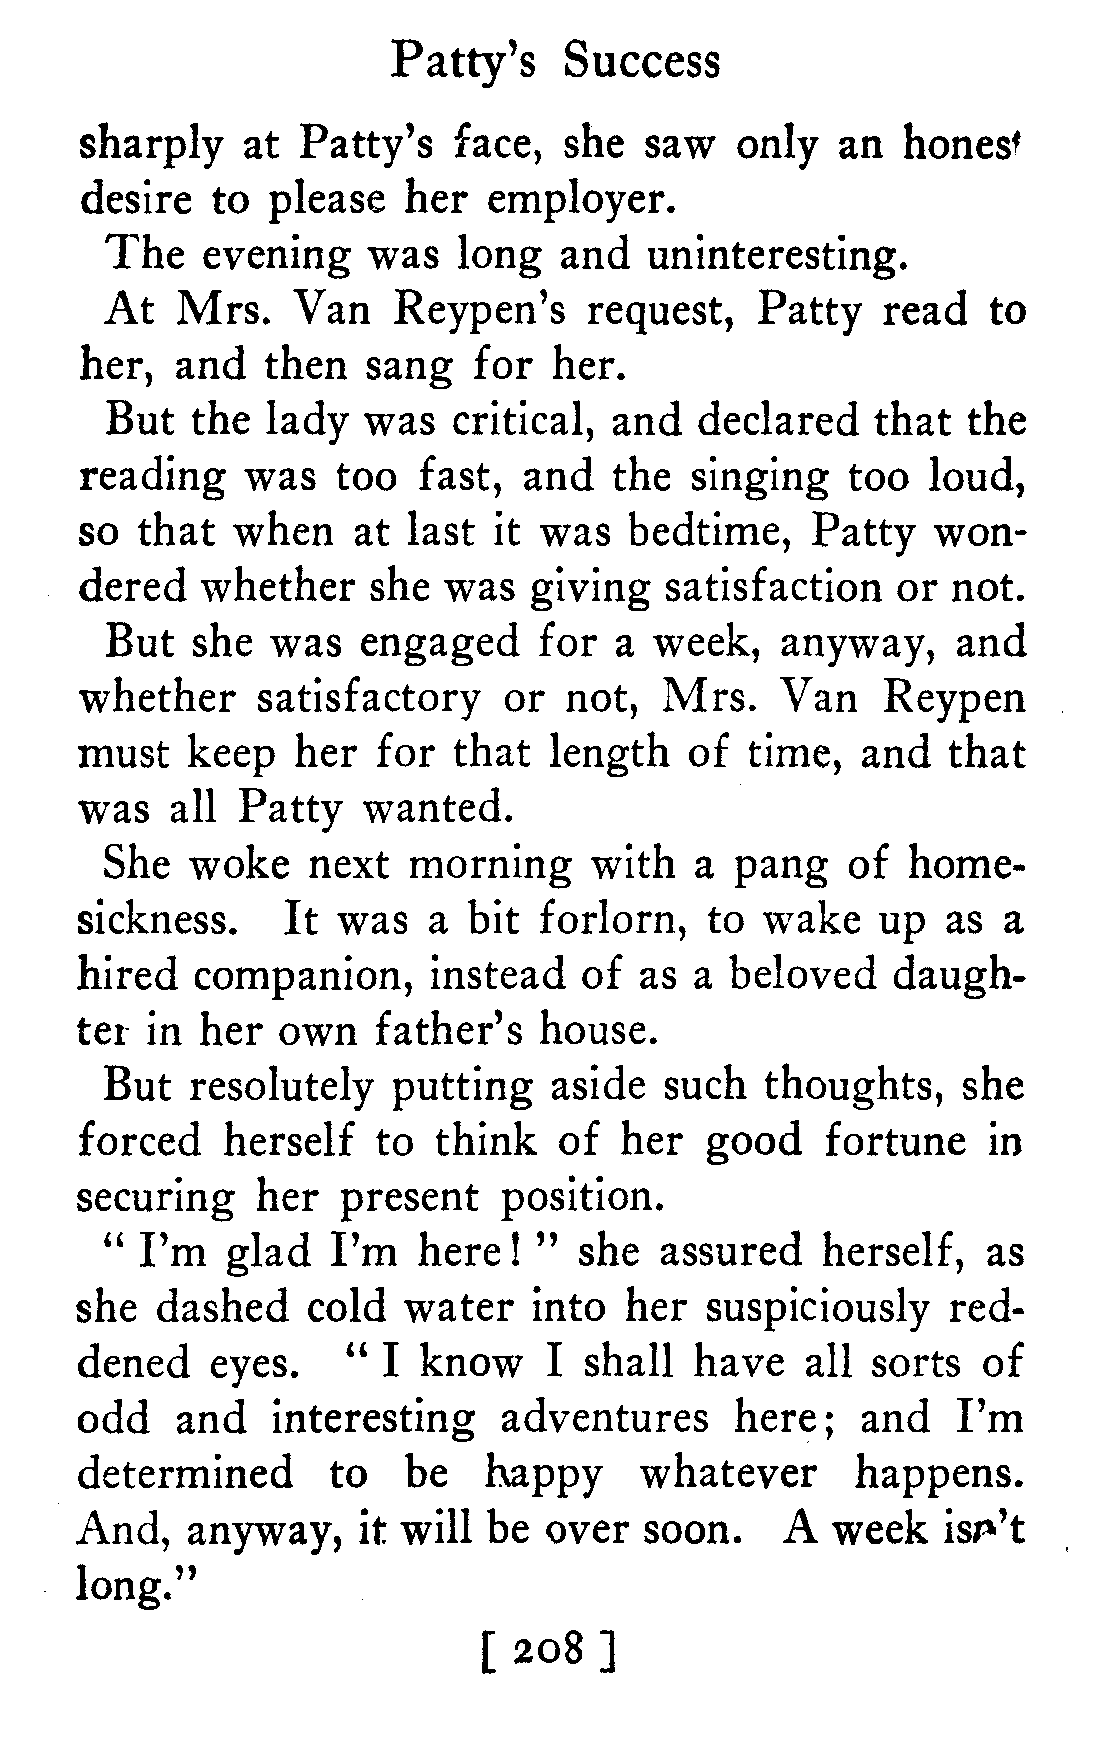 Patty's Success
sharply at Patty's face, she saw only an honest
desire to please her employer.
The evening was long and uninteresting.
At Mrs. Van Reypen's request, Patty read to
her, and then sang for her.
But the lady was critical, and declared that the
reading was too fast, and the singing too loud,
so that when at last it was bedtime, Patty won-
dered whether she was giving satisfaction or not.
But she was engaged for a week, anyway, and
whether satisfactory or not, Mrs. Van Reypen
must keep her for that length of time, and that
was all Patty wanted.
She woke next morning with a pang of home-
sickness. It was a bit forlorn, to wake up as a
hired companion, instead of as a beloved daugh-
ter in her own father's house.
But resolutely putting aside such thoughts, she
forced herself to think of her good fortune in
securing her present position.
" I'm glad I'm here! " she assured herself, as
she dashed cold water into her suspiciously red-
dened eyes. " I know I shall have all sorts of
odd and interesting adventures here; and I'm
determined to be happy whatever happens.
And, anyway, it will be over soon. A week isn't
long."
[ 208 ]